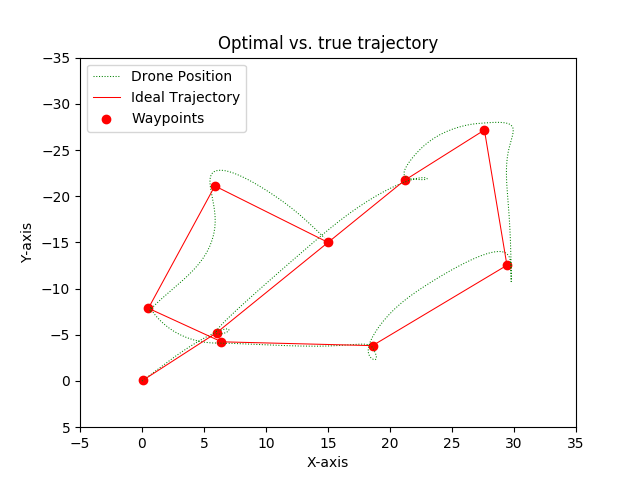 Optimal vs. true trajectory
Drone Position
Ideal Trajectory
Waypoints
−35
−30
−25
−20
−15
−10
−5
0
5
Y-axis
−5 0 5 10 15 20 25 30 35
X-axis